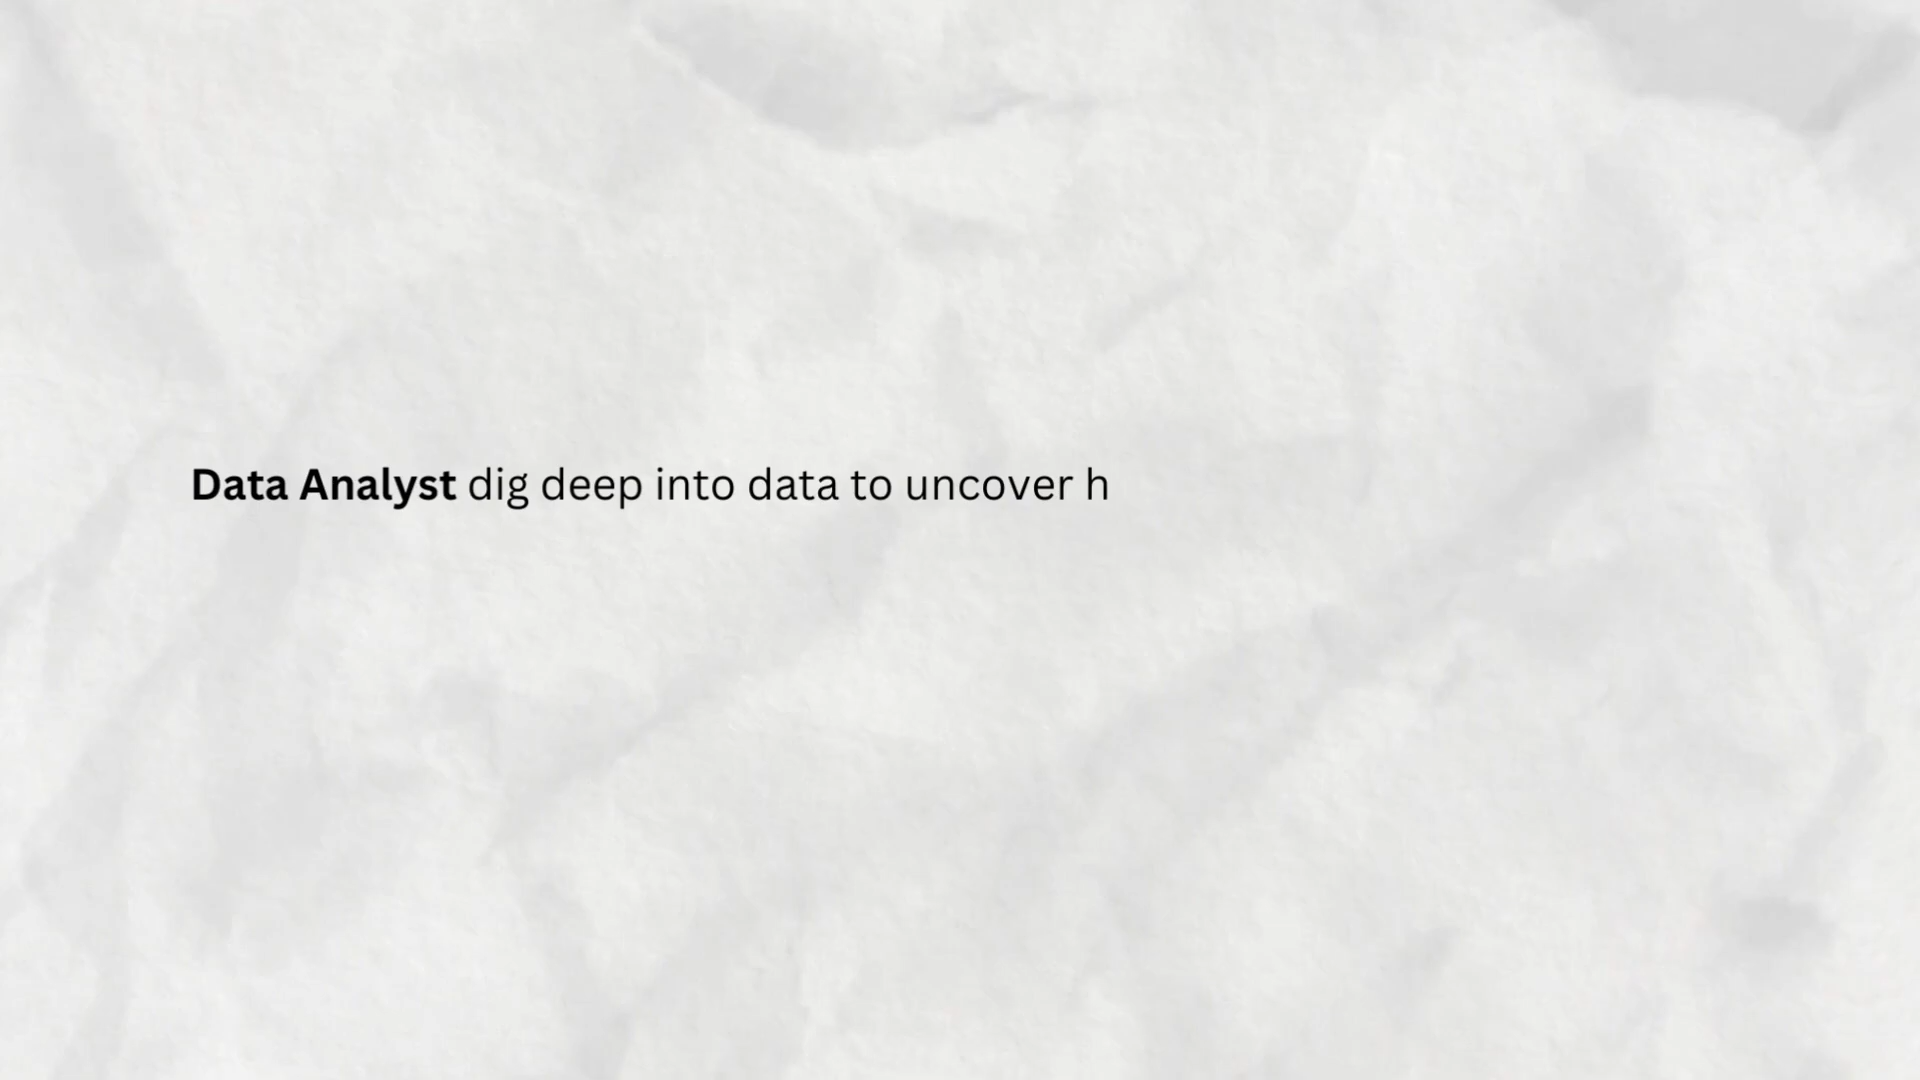 Data Analyst dig deep into data to uncover h